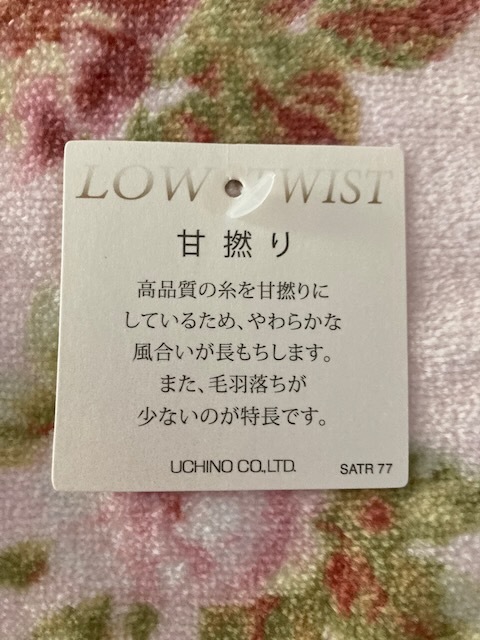 LOW TWIST
甘撚り
高品質の糸を甘撚りに
しているため、やわらかな
風合いが長もちします。
また、毛羽落ちが
少ないのが特長です。
UCHINO CO.,LTD.
SATR 77